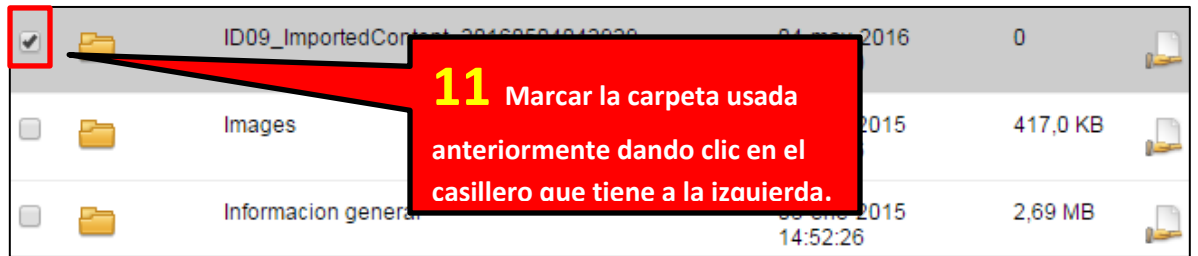 ID09_ImportedContent 0
11 Marcar la carpeta usada
anteriormente dando clic en el
casillero que tiene a la izquierda.
Images 2015 417,0 KB
Informacion general 2015 2,69 MB
14:52:26